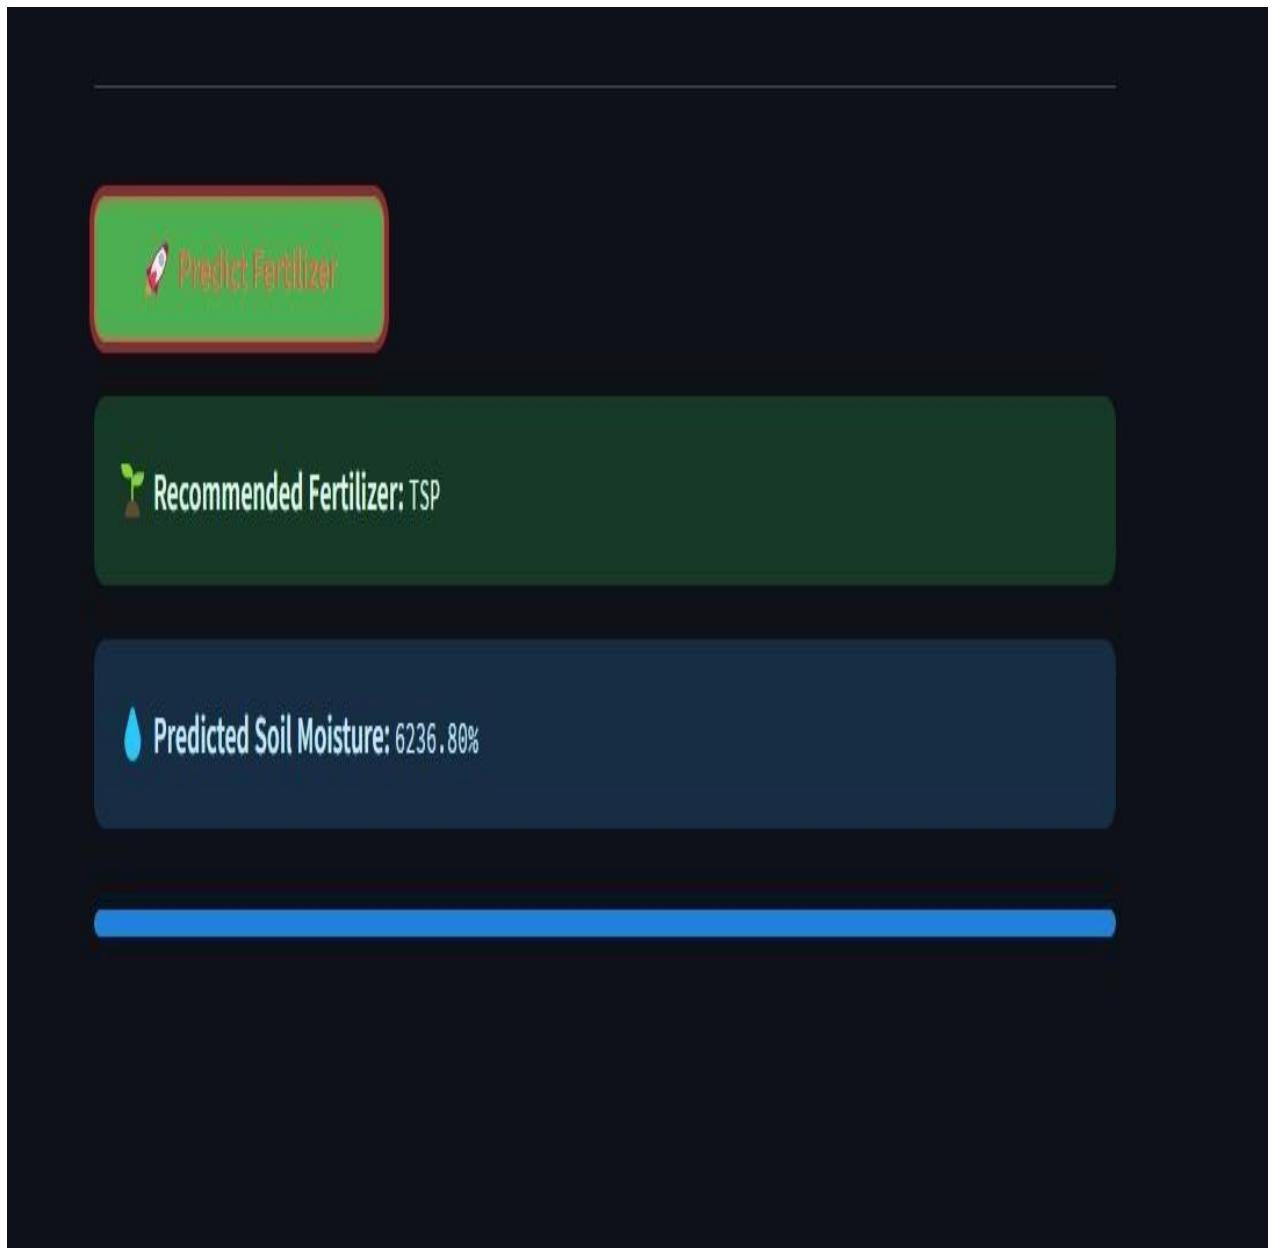 🚀 Predict Fertilizer
🌱 Recommended Fertilizer: TSP
💧 Predicted Soil Moisture: 6236.80%